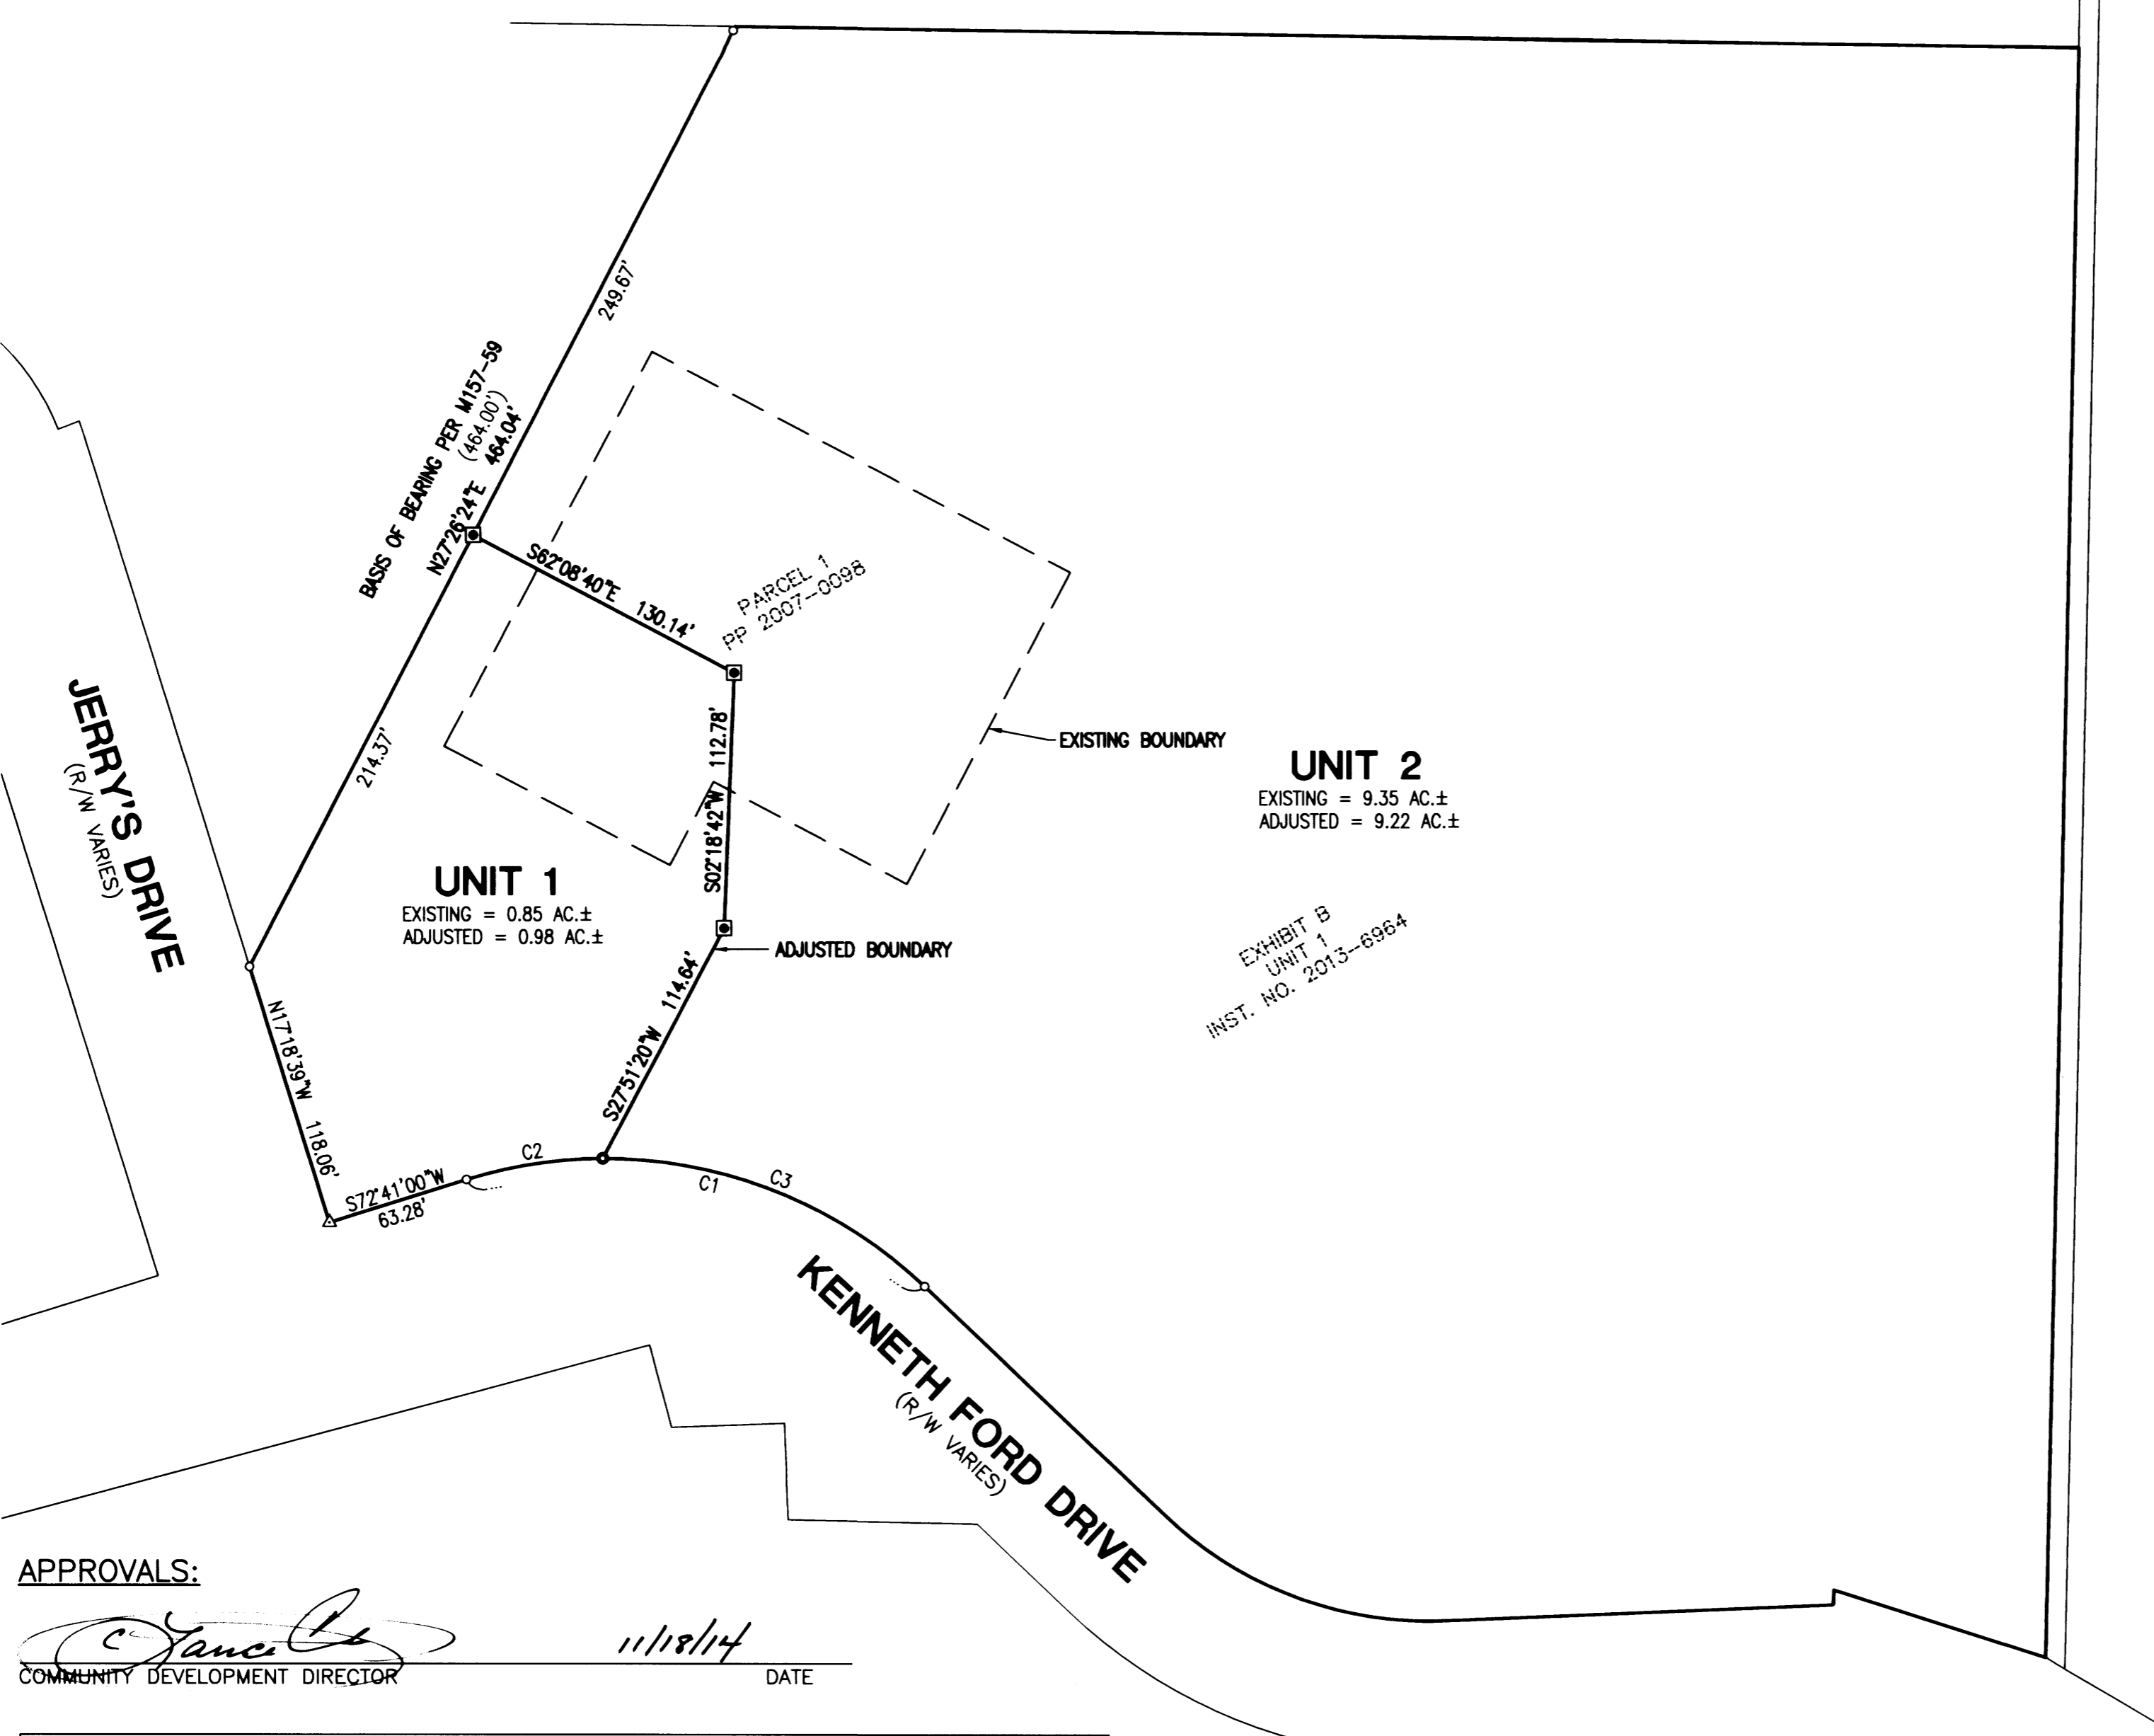 249.67'
BASIS OF BEARING PER M157-59
(464.00')
N27°26'24"E 464.04'
S62°08'40"E 130.14'
PARCEL 1
PP 2007-0098
JERRY'S DRIVE
(R/W VARIES)
214.37'
S02°18'42"W 112.78'
EXISTING BOUNDARY
UNIT 2
EXISTING = 9.35 AC.±
ADJUSTED = 9.22 AC.±
UNIT 1
EXISTING = 0.85 AC.±
ADJUSTED = 0.98 AC.±
ADJUSTED BOUNDARY
EXHIBIT B
UNIT 1
INST. NO. 2013-6964
N17°18'39"W 118.06'
S27°51'20"W 114.64'
S72°41'00"W
63.28'
C2
C1
C3
KENNETH FORD DRIVE
(R/W VARIES)
APPROVALS:
11/18/14
COMMUNITY DEVELOPMENT DIRECTOR DATE